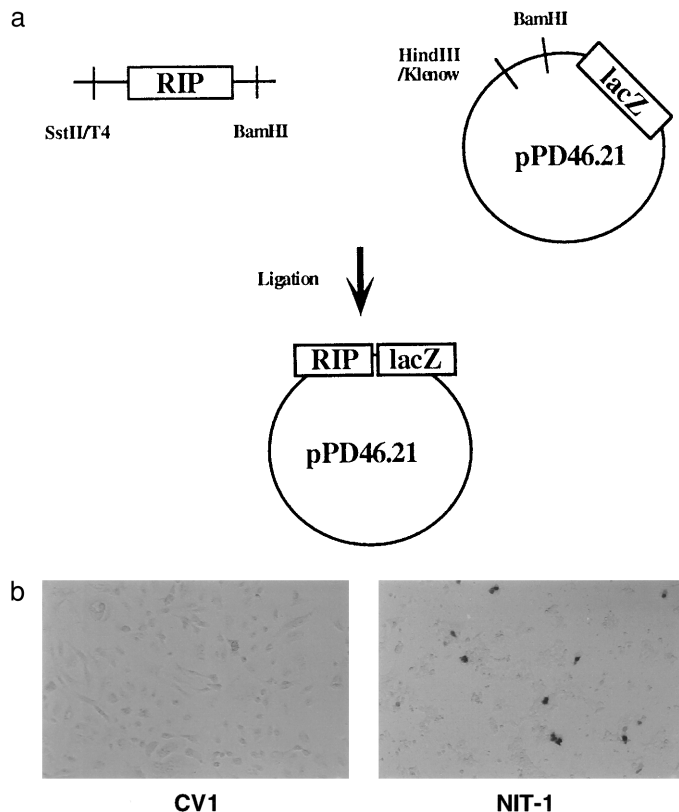 a
BamHI
HindIII
/Klenow
RIP
lacZ
SstII/T4
BamHI
pPD46.21
Ligation
RIP
lacZ
pPD46.21
b
CV1
NIT-1